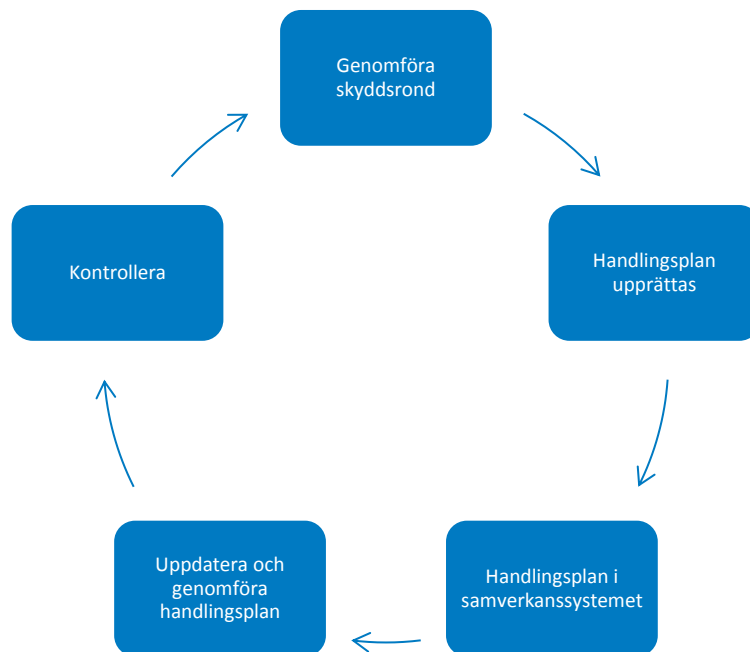 Genomföra
skyddsrond
Handlingsplan
upprättas
Handlingsplan i
samverkanssystemet
Uppdatera och
genomföra
handlingsplan
Kontrollera